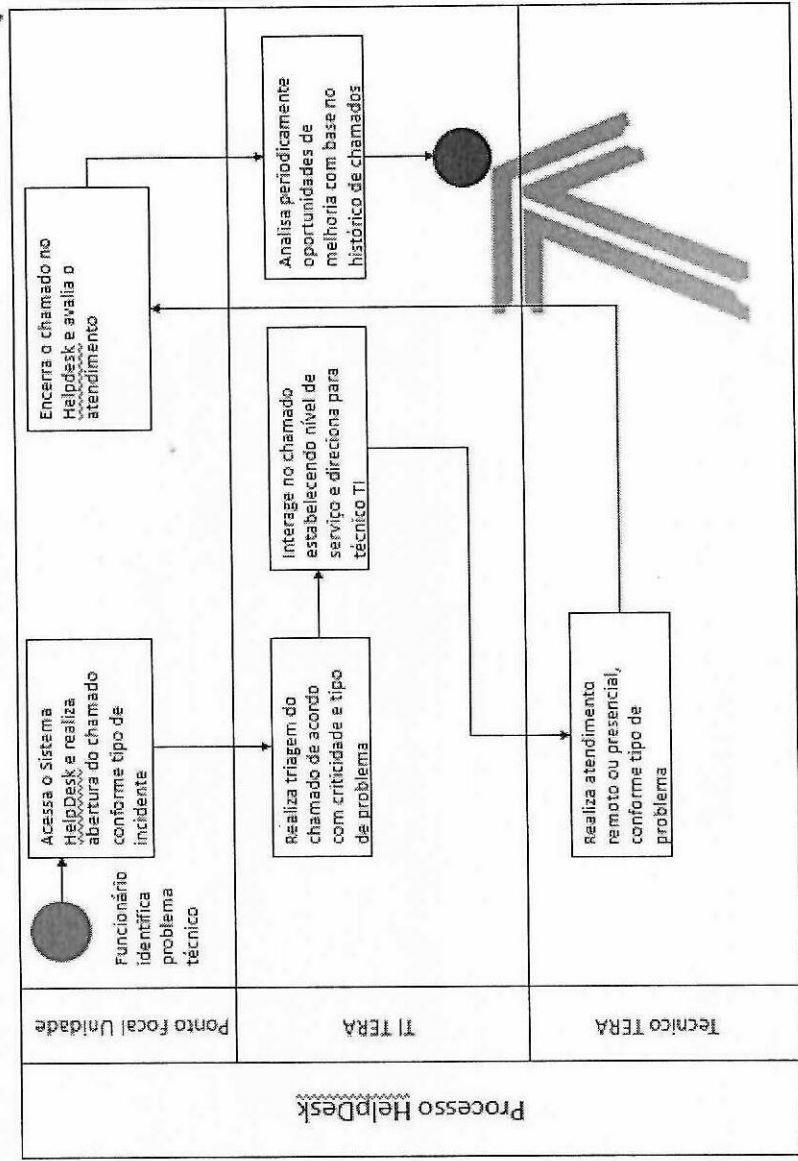 Processo HelpDesk
Ponto Focal Unidade
Funcionário
identifica
problema
técnico
Acessa o Sistema
HelpDesk e realiza
abertura do chamado
conforme tipo de
incidente
Encerra o chamado no
Helpdesk e avalia o
atendimento
TI TERA
Realiza triagem do
chamado de acordo
com criticidade e tipo
de problema
Interage no chamado
estabelecendo nível de
serviço e direciona para
técnico TI
Analisa periodicamente
oportunidades de
melhoria com base no
histórico de chamados
Tecnico TERA
Realiza atendimento
remoto ou presencial,
conforme tipo de
problema